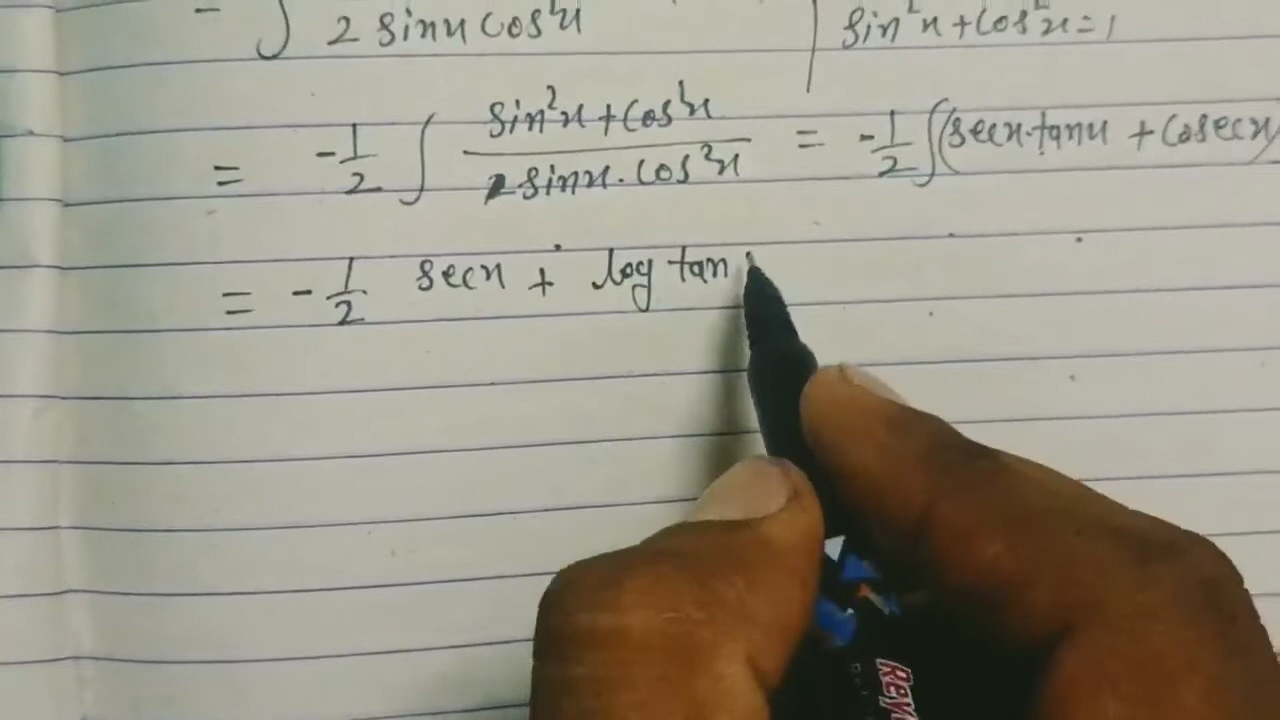 - ∫ 2 sinx cos²x | sin²x + cos²x = 1
= -1/2 ∫ sin²x + cos²x / 2 sinx . cos²x = -1/2 ∫(secx . tanx + cosecx)
= -1/2 secx + log tan
Rey